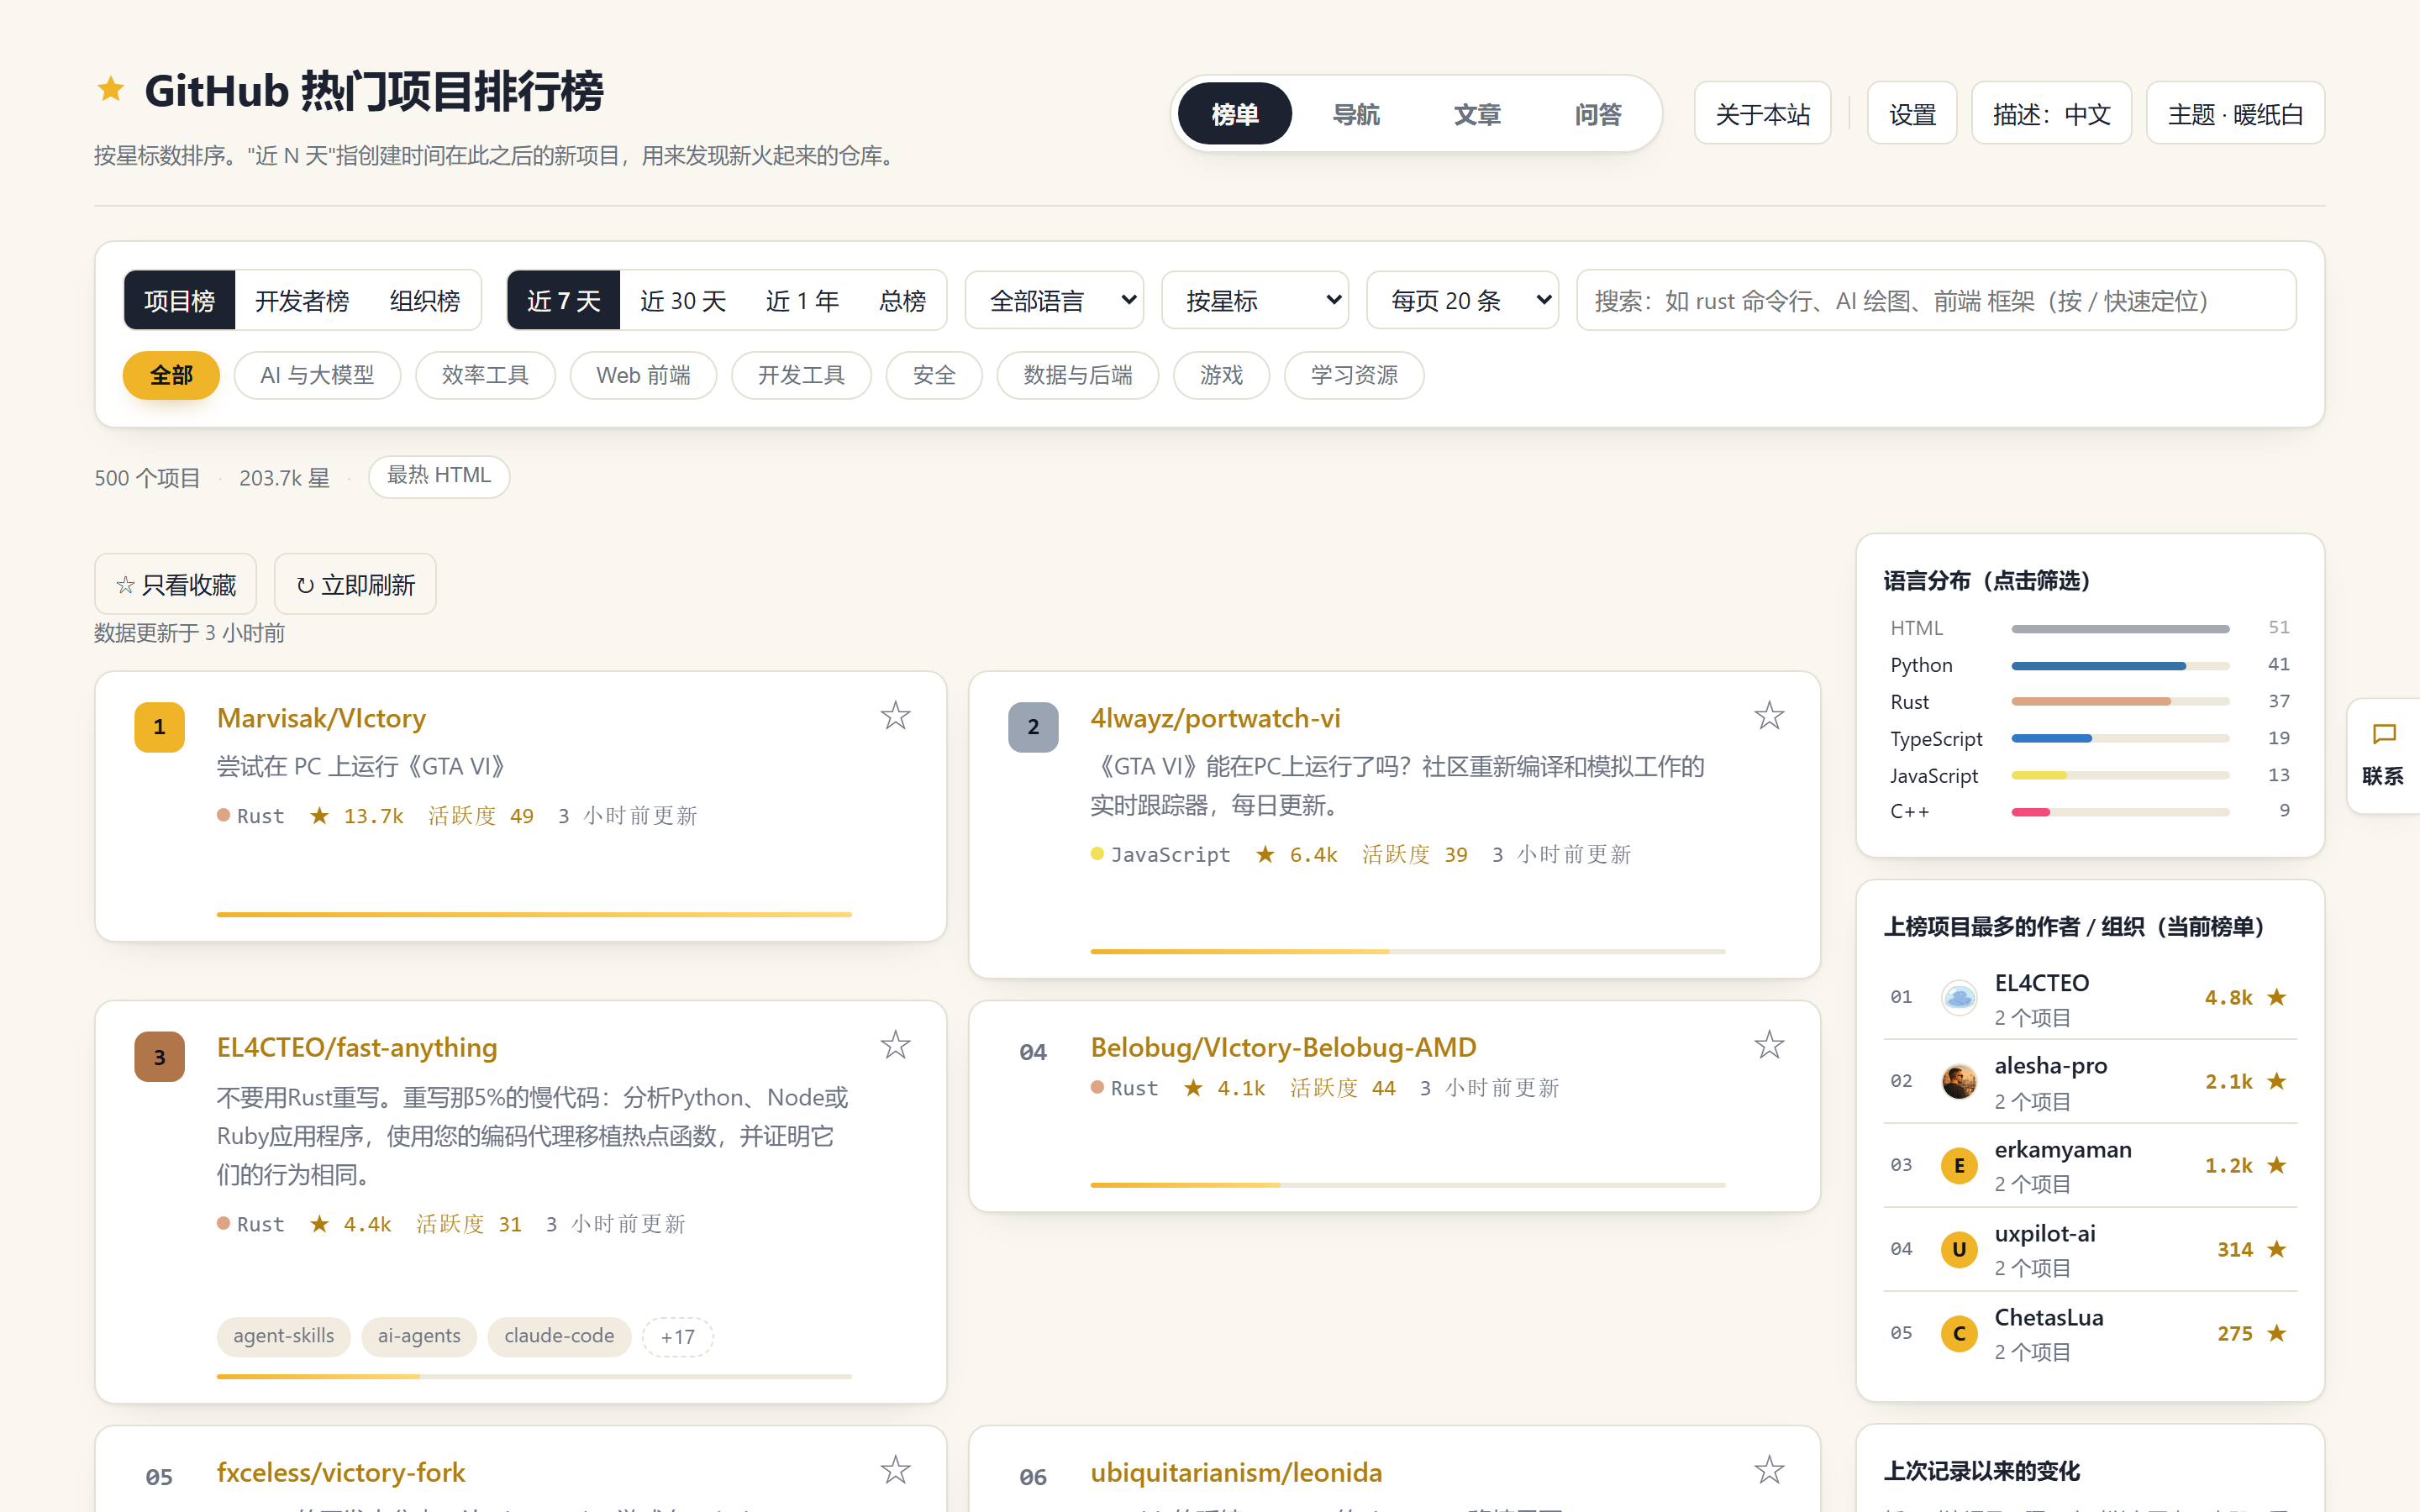 GitHub 热门项目排行榜
按星标数排序。"近 N 天"指创建时间在此之后的新项目，用来发现新火起来的仓库。
榜单 导航 文章 问答 关于本站 设置 描述：中文 主题 · 暖纸白
项目榜 开发者榜 组织榜 近 7 天 近 30 天 近 1 年 总榜 全部语言 按星标 每页 20 条 搜索：如 rust 命令行、AI 绘图、前端 框架（按 / 快速定位）
全部 AI 与大模型 效率工具 Web 前端 开发工具 安全 数据与后端 游戏 学习资源
500 个项目 · 203.7k 星 · 最热 HTML
☆ 只看收藏 ↻ 立即刷新
数据更新于 3 小时前
1 Marvisak/VIctory
尝试在 PC 上运行《GTA VI》
Rust ★ 13.7k 活跃度 49 3 小时前更新
2 4lwayz/portwatch-vi
《GTA VI》能在PC上运行了吗？社区重新编译和模拟工作的
实时跟踪器，每日更新。
JavaScript ★ 6.4k 活跃度 39 3 小时前更新
3 EL4CTEO/fast-anything
不要用Rust重写。重写那5%的慢代码：分析Python、Node或
Ruby应用程序，使用您的编码代理移植热点函数，并证明它
们的行为相同。
Rust ★ 4.4k 活跃度 31 3 小时前更新
agent-skills ai-agents claude-code +17
04 Belobug/VIctory-Belobug-AMD
Rust ★ 4.1k 活跃度 44 3 小时前更新
05 fxceless/victory-fork
06 ubiquitarianism/leonida
语言分布（点击筛选）
HTML 51
Python 41
Rust 37
TypeScript 19
JavaScript 13
C++ 9
上榜项目最多的作者 / 组织（当前榜单）
01 EL4CTEO 4.8k ★
2 个项目
02 alesha-pro 2.1k ★
2 个项目
03 E erkamyaman 1.2k ★
2 个项目
04 U uxpilot-ai 314 ★
2 个项目
05 C ChetasLua 275 ★
2 个项目
上次记录以来的变化
联系